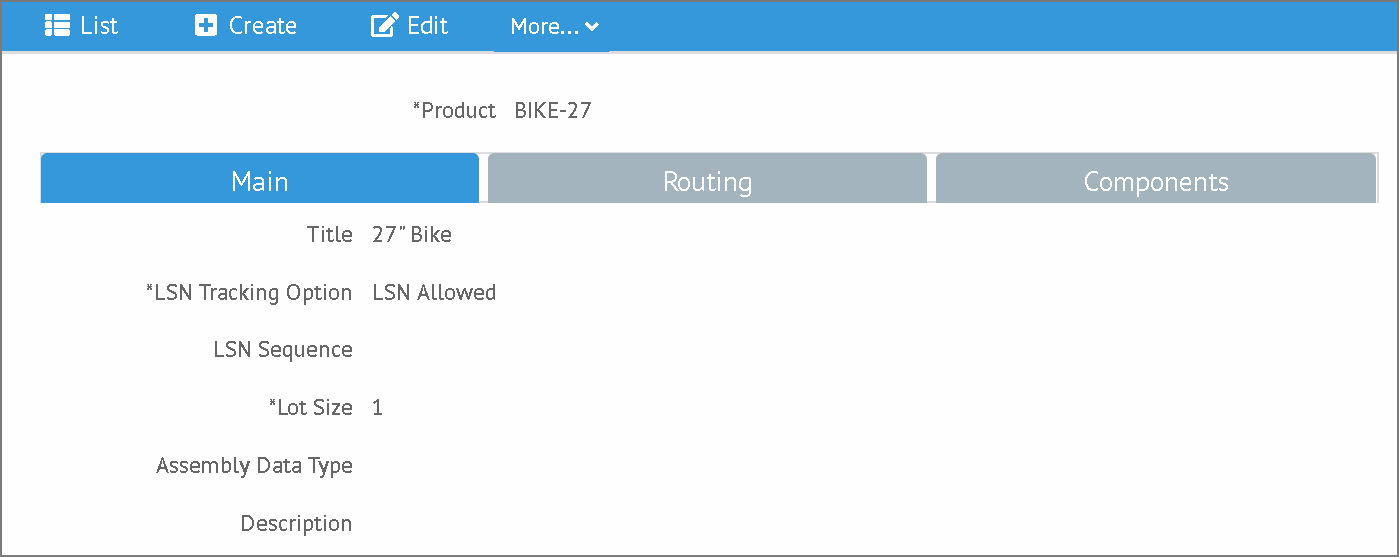 List Create Edit More...
*Product BIKE-27
Main Routing Components
Title 27" Bike
*LSN Tracking Option LSN Allowed
LSN Sequence
*Lot Size 1
Assembly Data Type
Description